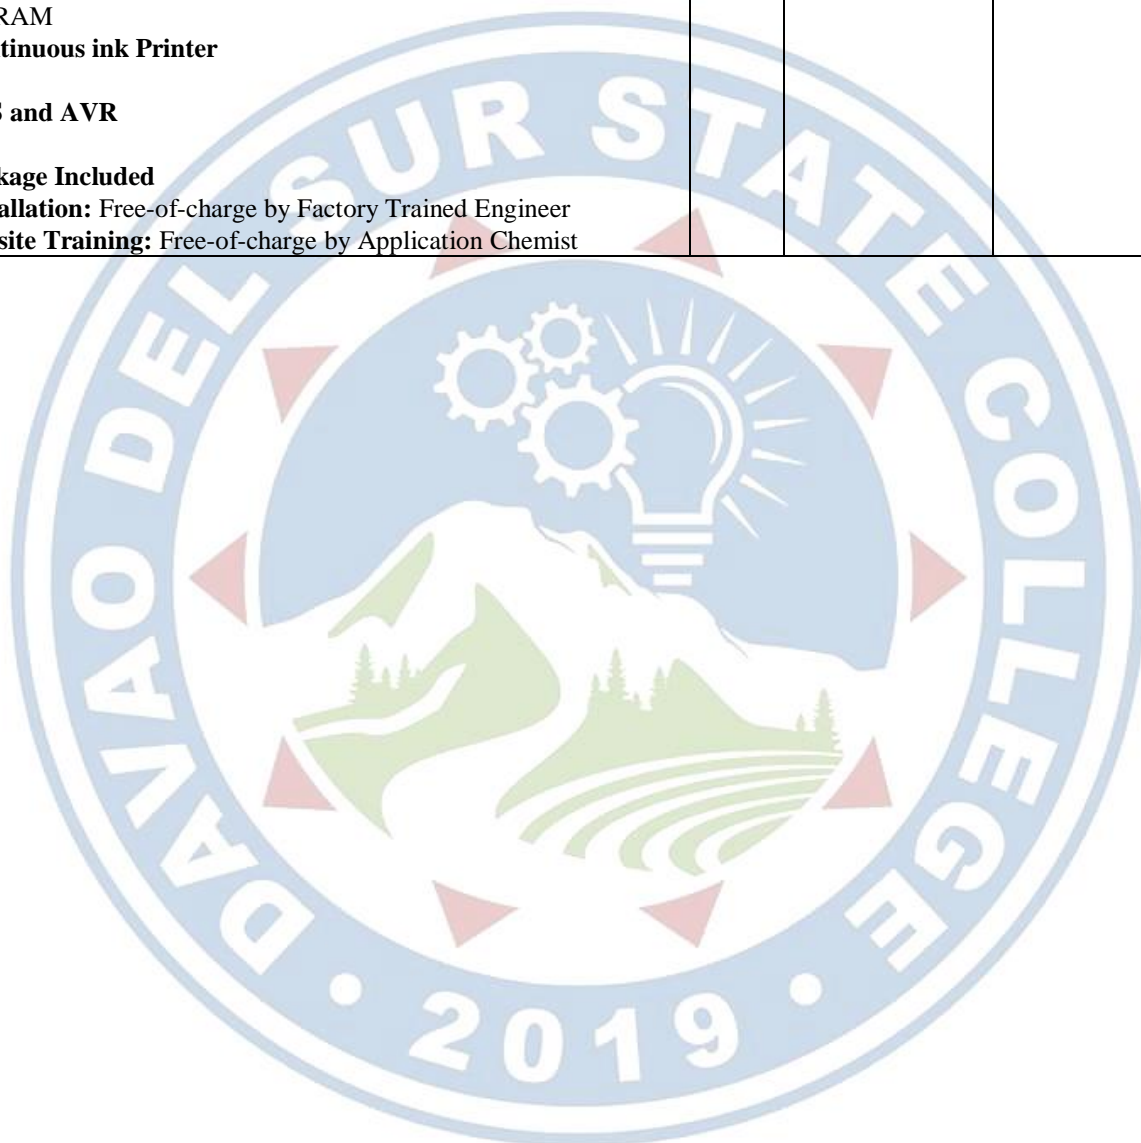 RAM
tinuous ink Printer
S and AVR
kage Included
allation: Free-of-charge by Factory Trained Engineer
site Training: Free-of-charge by Application Chemist
DAVAO DEL SUR STATE COLLEGE
• 2019 •